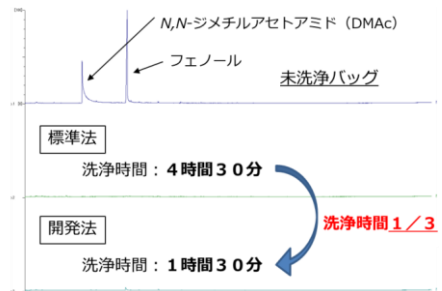 N,N-ジメチルアセトアミド（DMAc）
フェノール
未洗浄バッグ
標準法
洗浄時間：４時間３０分
洗浄時間１／３
開発法
洗浄時間：１時間３０分